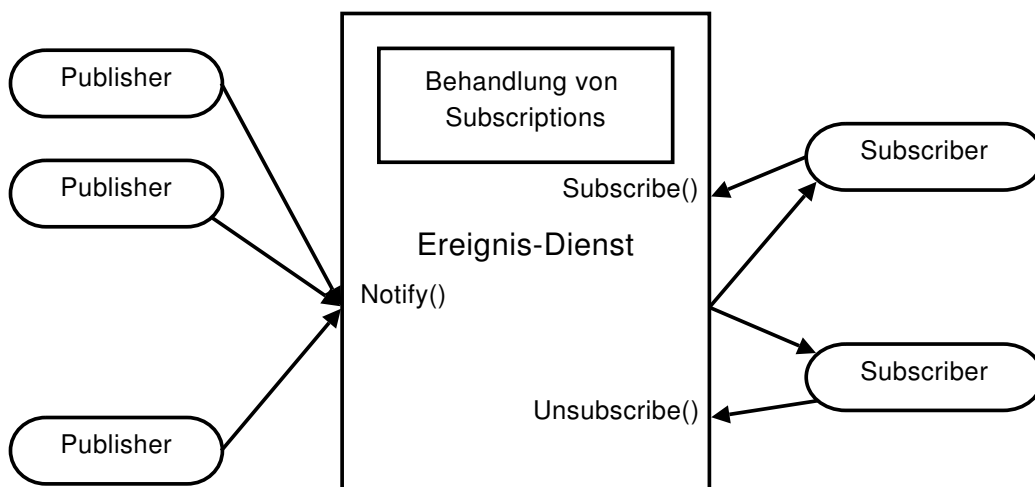 Publisher
Publisher
Publisher
Behandlung von
Subscriptions
Subscribe()
Ereignis-Dienst
Notify()
Unsubscribe()
Subscriber
Subscriber